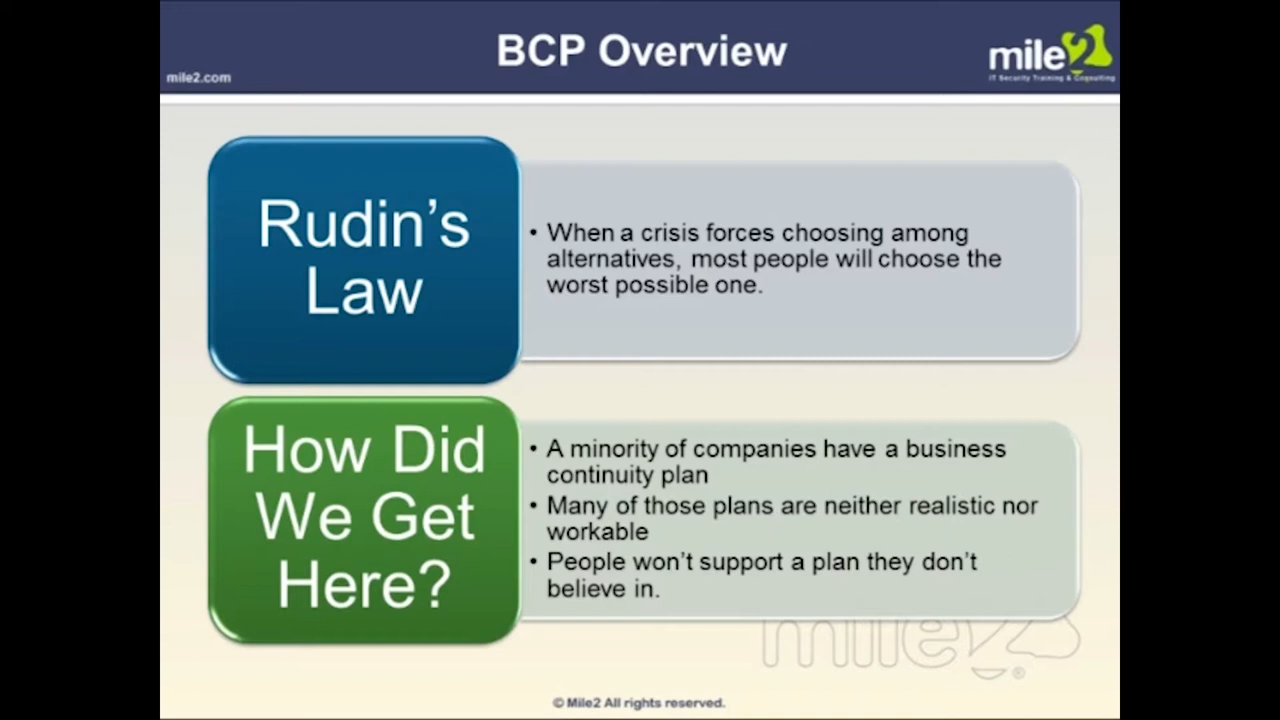 BCP Overview
mile2.com
mile2
IT Security Training & Consulting
Rudin's
Law
• When a crisis forces choosing among
alternatives, most people will choose the
worst possible one.
How Did
We Get
Here?
• A minority of companies have a business
continuity plan
• Many of those plans are neither realistic nor
workable
• People won't support a plan they don't
believe in.
mile2®
© Mile2 All rights reserved.